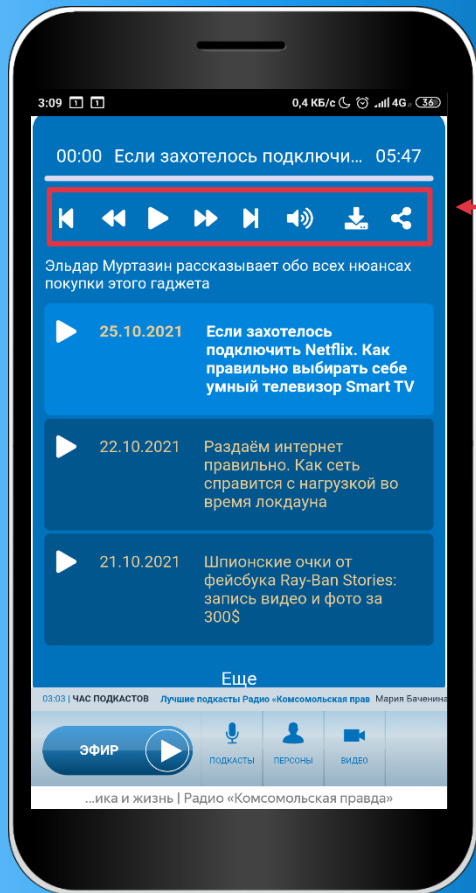 3:09 1 1 0,4 КБ/с 4G 36
00:00 Если захотелось подключи... 05:47
Эльдар Муртазин рассказывает обо всех нюансах
покупки этого гаджета
25.10.2021 Если захотелось
подключить Netflix. Как
правильно выбирать себе
умный телевизор Smart TV
22.10.2021 Раздаём интернет
правильно. Как сеть
справится с нагрузкой во
время локдауна
21.10.2021 Шпионские очки от
фейсбука Ray-Ban Stories:
запись видео и фото за
300$
Еще
03:03 | ЧАС ПОДКАСТОВ Лучшие подкасты Радио «Комсомольская прав Мария Баченина
ЭФИР
ПОДКАСТЫ ПЕРСОНЫ ВИДЕО
...ика и жизнь | Радио «Комсомольская правда»